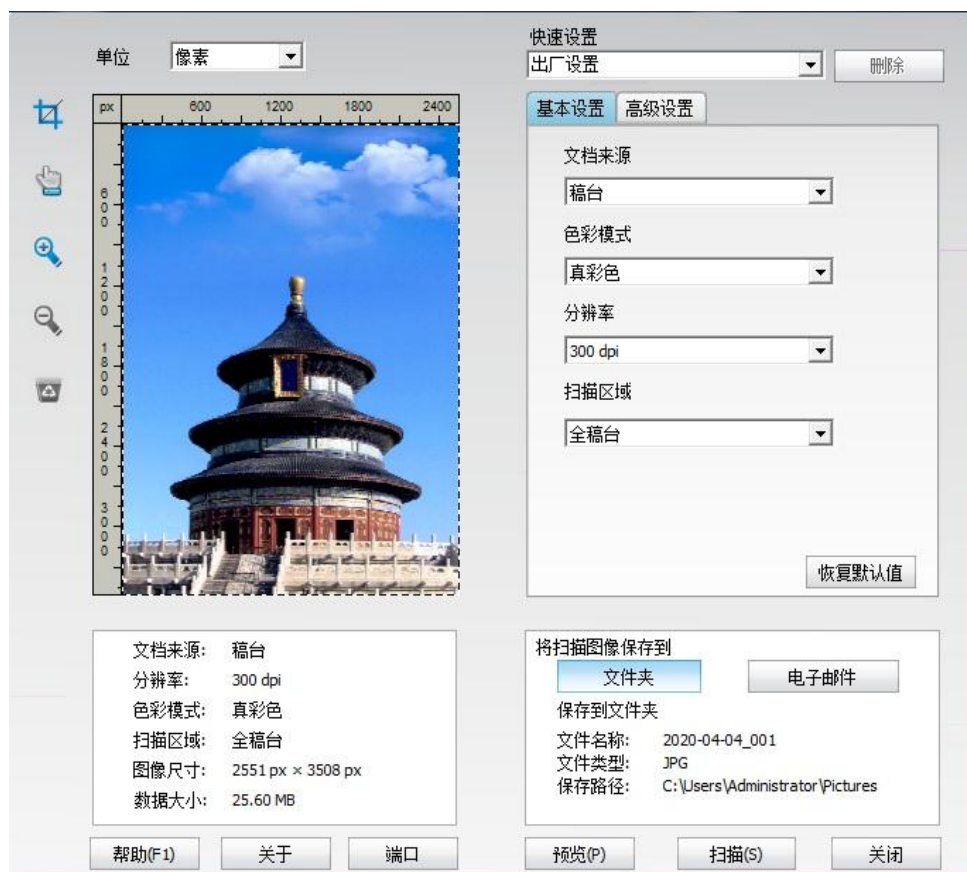 单位 像素
快速设置
出厂设置 删除
px 600 1200 1800 2400
600
1200
1800
2400
3000
基本设置 高级设置
文档来源
稿台
色彩模式
真彩色
分辨率
300 dpi
扫描区域
全稿台
恢复默认值
文档来源: 稿台
分辨率: 300 dpi
色彩模式: 真彩色
扫描区域: 全稿台
图像尺寸: 2551 px × 3508 px
数据大小: 25.60 MB
将扫描图像保存到
文件夹 电子邮件
保存到文件夹
文件名称: 2020-04-04_001
文件类型: JPG
保存路径: C:\Users\Administrator\Pictures
帮助(F1) 关于 端口 预览(P) 扫描(S) 关闭